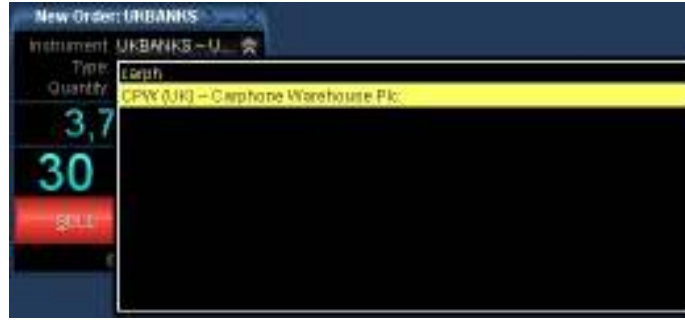 New Order: UKBANKS
Instrument UKBANKS – U...
Type
carph
Quantity
CPW (UK) – Carphone Warehouse Plc
3,7
30
SELL